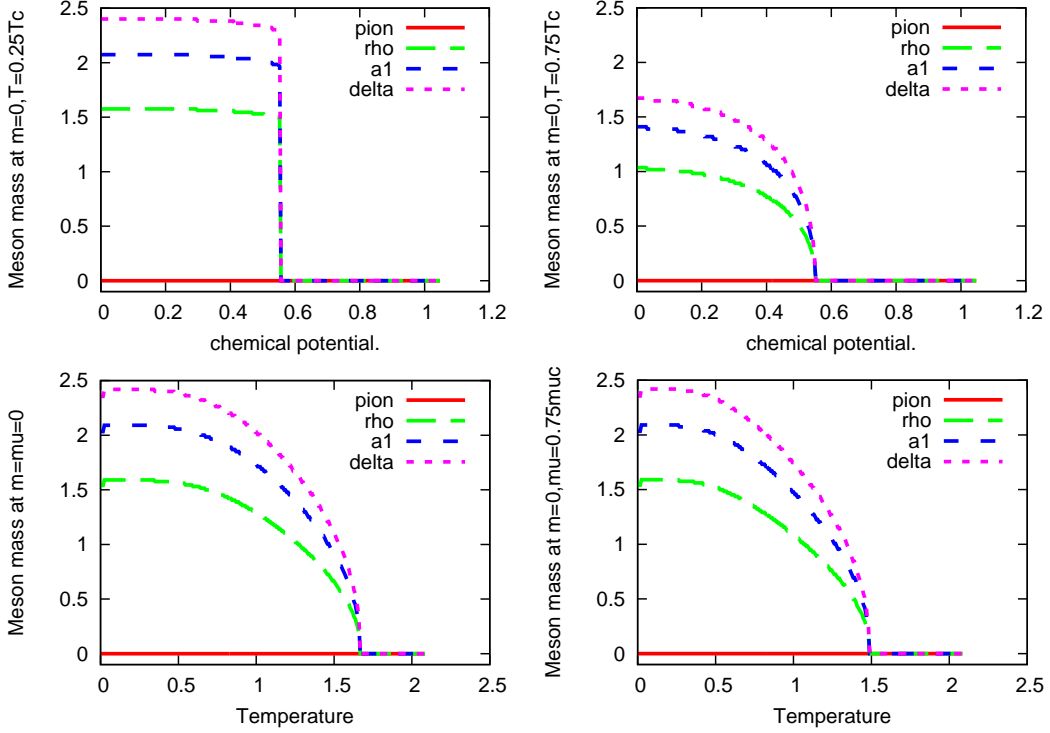 Meson mass at m=0,T=0.25Tc
2.5
2
1.5
1
0.5
0
pion
rho
a1
delta
0 0.2 0.4 0.6 0.8 1 1.2
chemical potential.
Meson mass at m=0,T=0.75Tc
2.5
2
1.5
1
0.5
0
pion
rho
a1
delta
0 0.2 0.4 0.6 0.8 1 1.2
chemical potential.
Meson mass at m=mu=0
2.5
2
1.5
1
0.5
0
pion
rho
a1
delta
0 0.5 1 1.5 2 2.5
Temperature
Meson mass at m=0,mu=0.75muc
2.5
2
1.5
1
0.5
0
pion
rho
a1
delta
0 0.5 1 1.5 2 2.5
Temperature